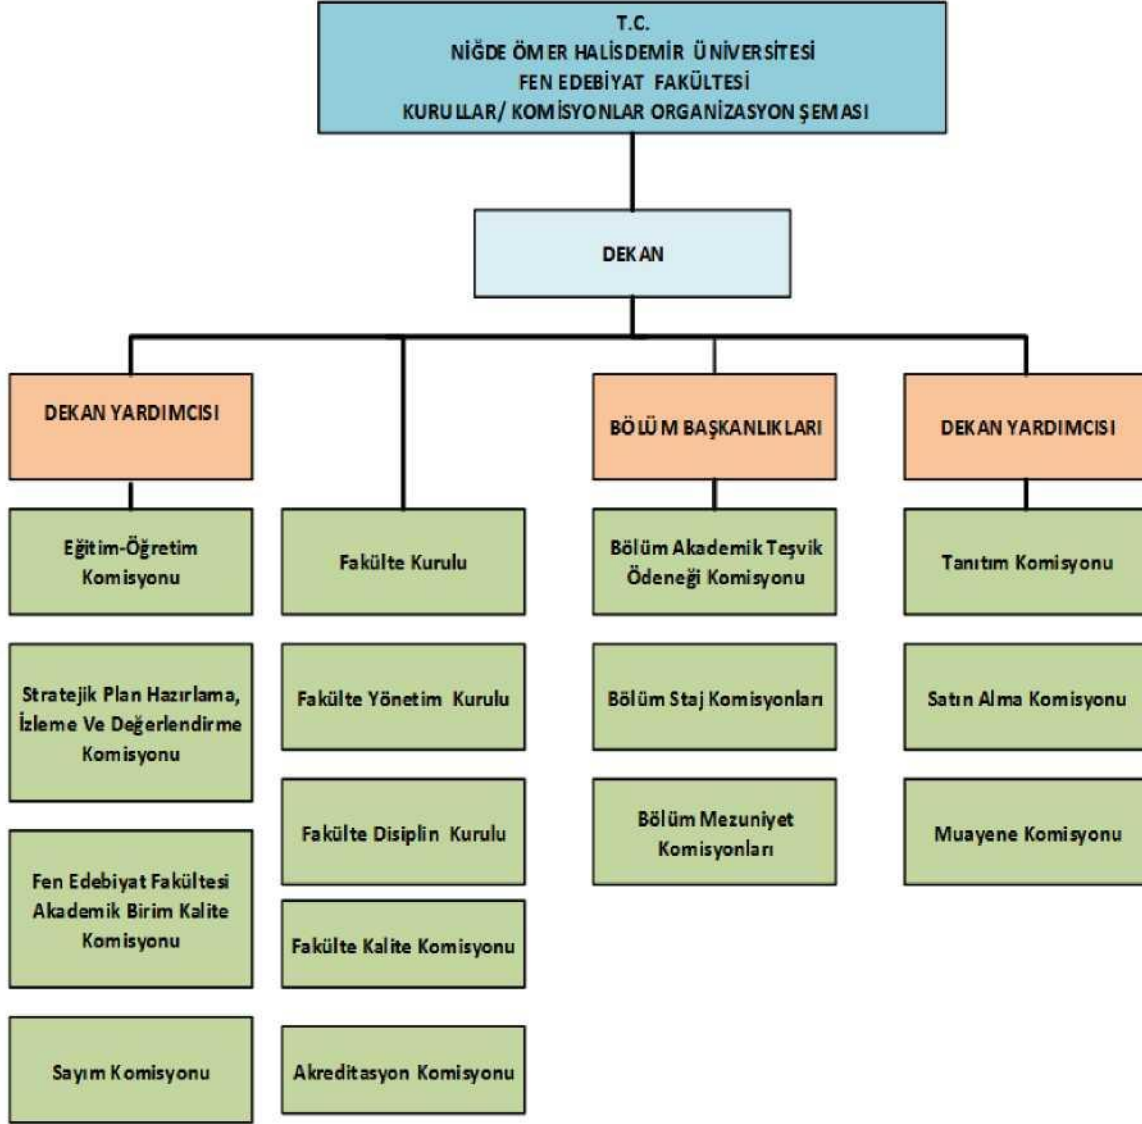 T.C.
NİĞDE ÖMER HALİSDEMİR ÜNİVERSİTESİ
FEN EDEBİYAT FAKÜLTESİ
KURULLAR/ KOMİSYONLAR ORGANİZASYON ŞEMASI
DEKAN
DEKAN YARDIMCISI
BÖLÜM BAŞKANLIKLARI
DEKAN YARDIMCISI
Eğitim-Öğretim
Komisyonu
Stratejik Plan Hazırlama,
İzleme Ve Değerlendirme
Komisyonu
Fen Edebiyat Fakültesi
Akademik Birim Kalite
Komisyonu
Sayım Komisyonu
Fakülte Kurulu
Fakülte Yönetim Kurulu
Fakülte Disiplin Kurulu
Fakülte Kalite Komisyonu
Akreditasyon Komisyonu
Bölüm Akademik Teşvik
Ödeneği Komisyonu
Bölüm Staj Komisyonları
Bölüm Mezuniyet
Komisyonları
Tanıtım Komisyonu
Satın Alma Komisyonu
Muayene Komisyonu